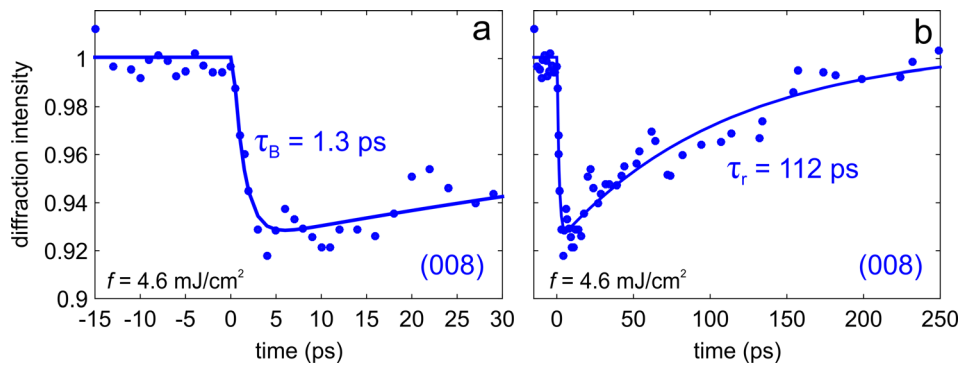 a
diffraction intensity
1
0.98
0.96
0.94
0.92
0.9
τB = 1.3 ps
(008)
f = 4.6 mJ/cm²
-15 -10 -5 0 5 10 15 20 25 30
time (ps)
b
τr = 112 ps
(008)
f = 4.6 mJ/cm²
0 50 100 150 200 250
time (ps)